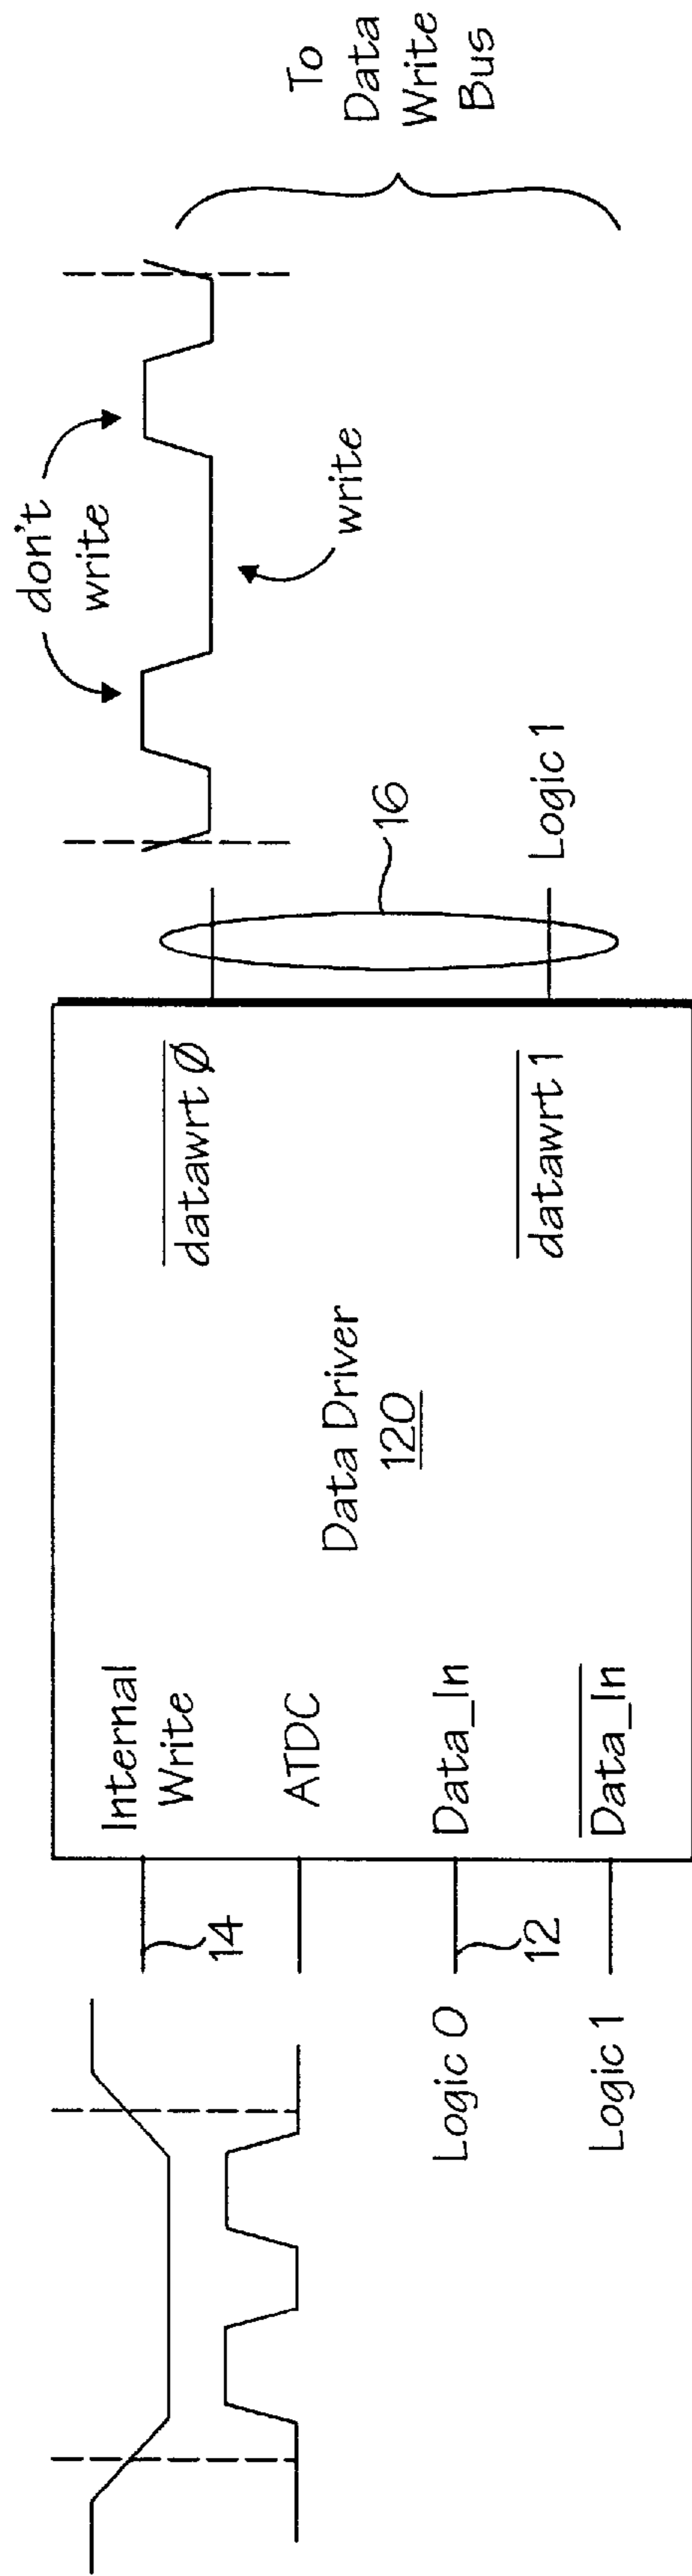 Internal
Write
14
ATDC
Data_In
12
Logic 0
Data_In
Logic 1
Data Driver
120
datawrt Ø
datawrt 1
16
Logic 1
don't
write
write
To
Data
Write
Bus